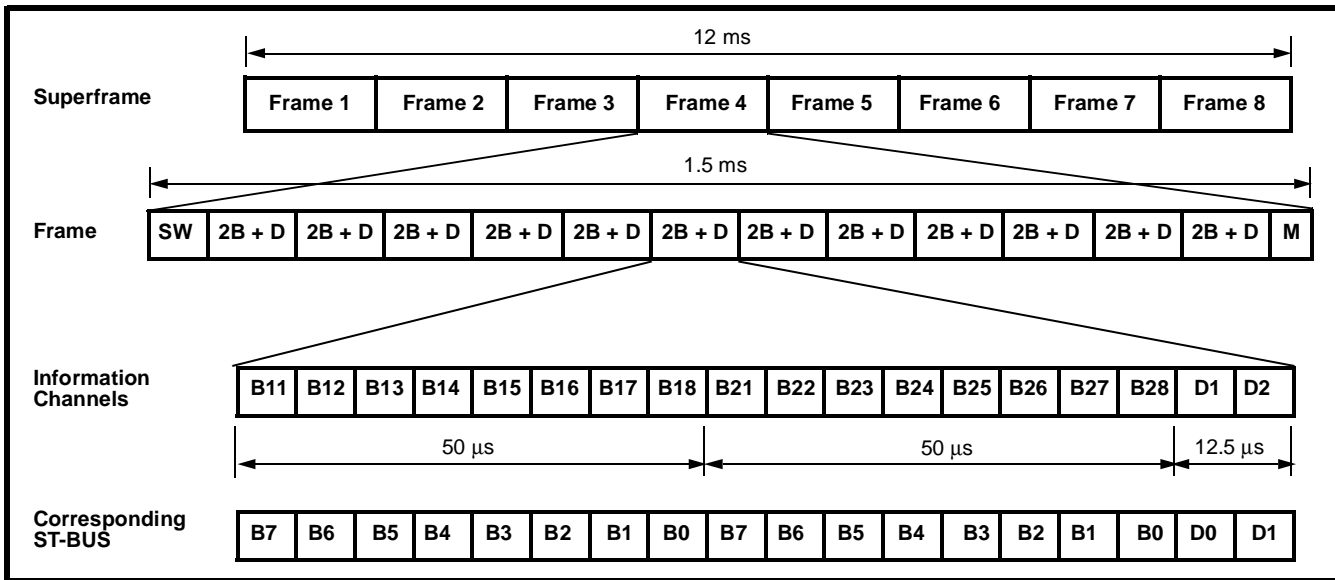 12 ms
Superframe
Frame 1 Frame 2 Frame 3 Frame 4 Frame 5 Frame 6 Frame 7 Frame 8
1.5 ms
Frame
SW 2B + D 2B + D 2B + D 2B + D 2B + D 2B + D 2B + D 2B + D 2B + D 2B + D 2B + D 2B + D M
Information
Channels
B11 B12 B13 B14 B15 B16 B17 B18 B21 B22 B23 B24 B25 B26 B27 B28 D1 D2
50 µs 50 µs 12.5 µs
Corresponding
ST-BUS
B7 B6 B5 B4 B3 B2 B1 B0 B7 B6 B5 B4 B3 B2 B1 B0 D0 D1